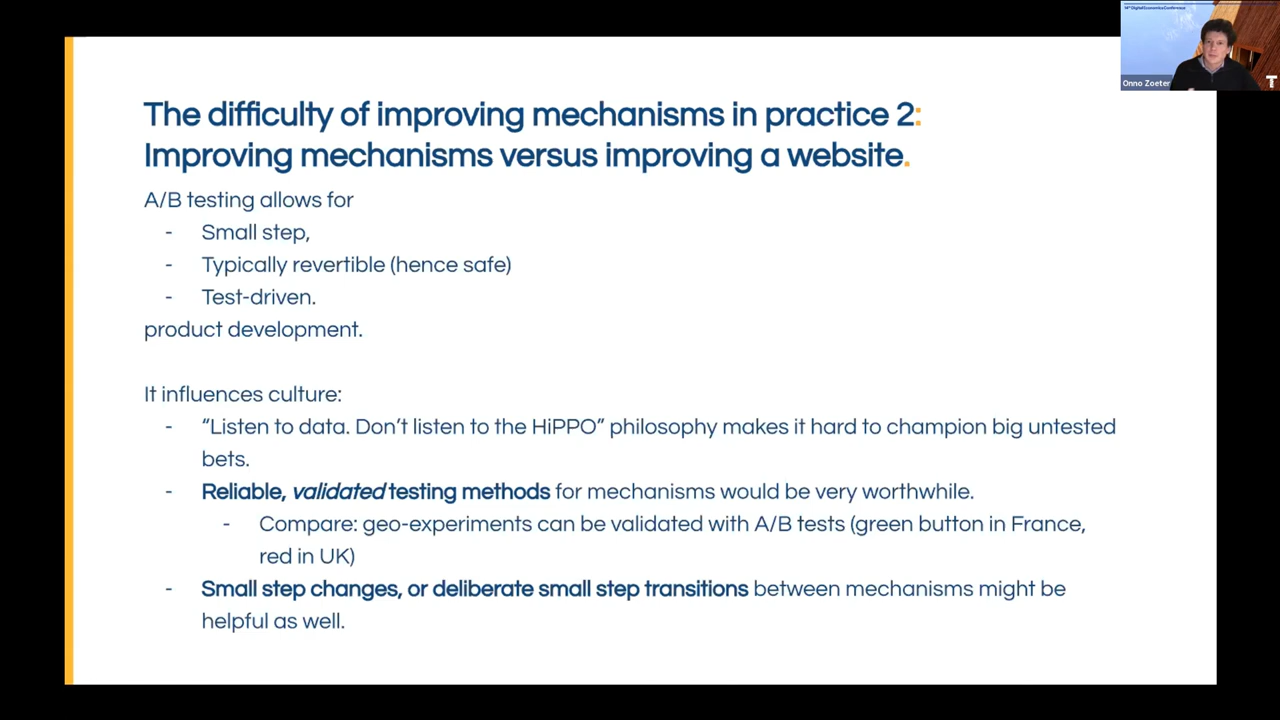 14th Digital Economics Conference
Onno Zoeter
T
The difficulty of improving mechanisms in practice 2:
Improving mechanisms versus improving a website.
A/B testing allows for
- Small step,
- Typically revertible (hence safe)
- Test-driven.
product development.
It influences culture:
- “Listen to data. Don’t listen to the HiPPO” philosophy makes it hard to champion big untested
bets.
- Reliable, validated testing methods for mechanisms would be very worthwhile.
- Compare: geo-experiments can be validated with A/B tests (green button in France,
red in UK)
- Small step changes, or deliberate small step transitions between mechanisms might be
helpful as well.